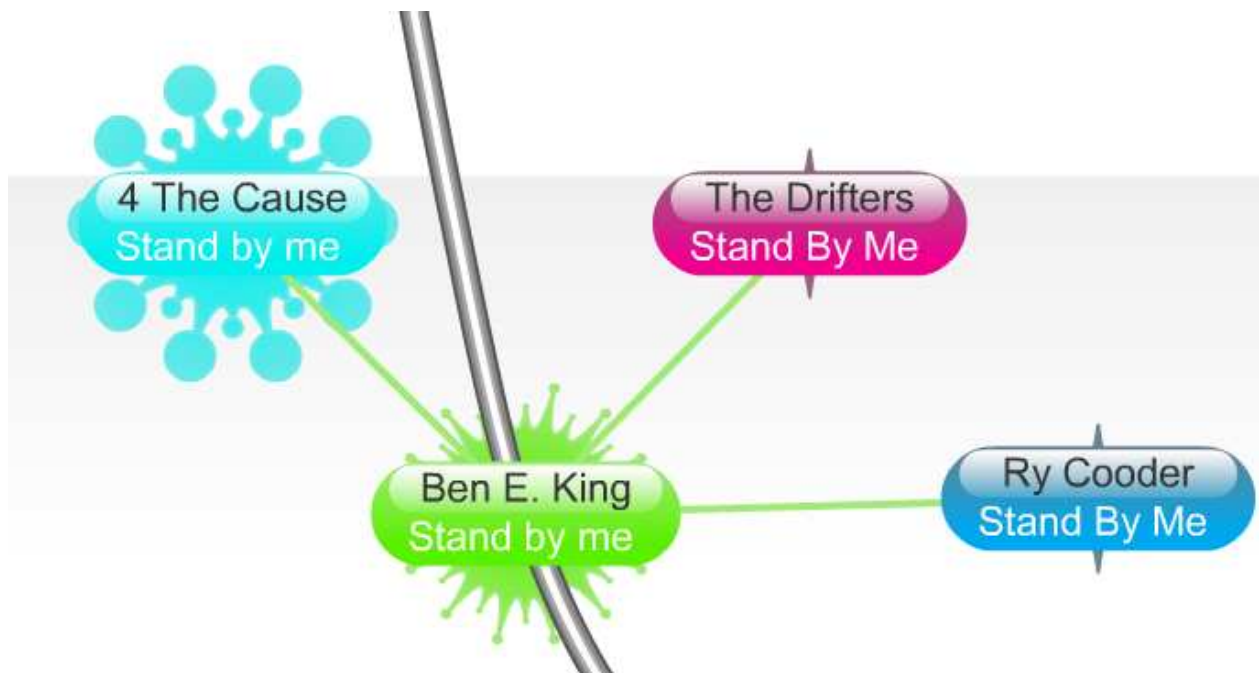 4 The Cause
Stand by me
The Drifters
Stand By Me
Ben E. King
Stand by me
Ry Cooder
Stand By Me